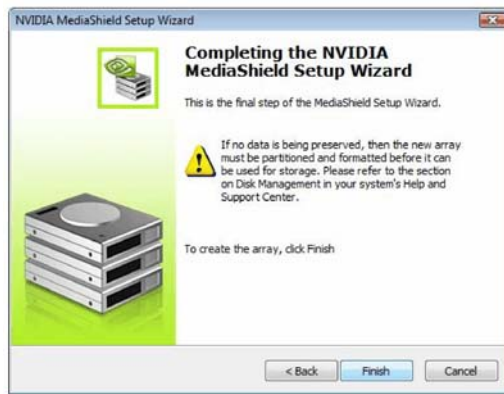 NVIDIA MediaShield Setup Wizard
Completing the NVIDIA
MediaShield Setup Wizard
This is the final step of the MediaShield Setup Wizard.
If no data is being preserved, then the new array
must be partitioned and formatted before it can
be used for storage. Please refer to the section
on Disk Management in your system's Help and
Support Center.
To create the array, click Finish
< Back Finish Cancel